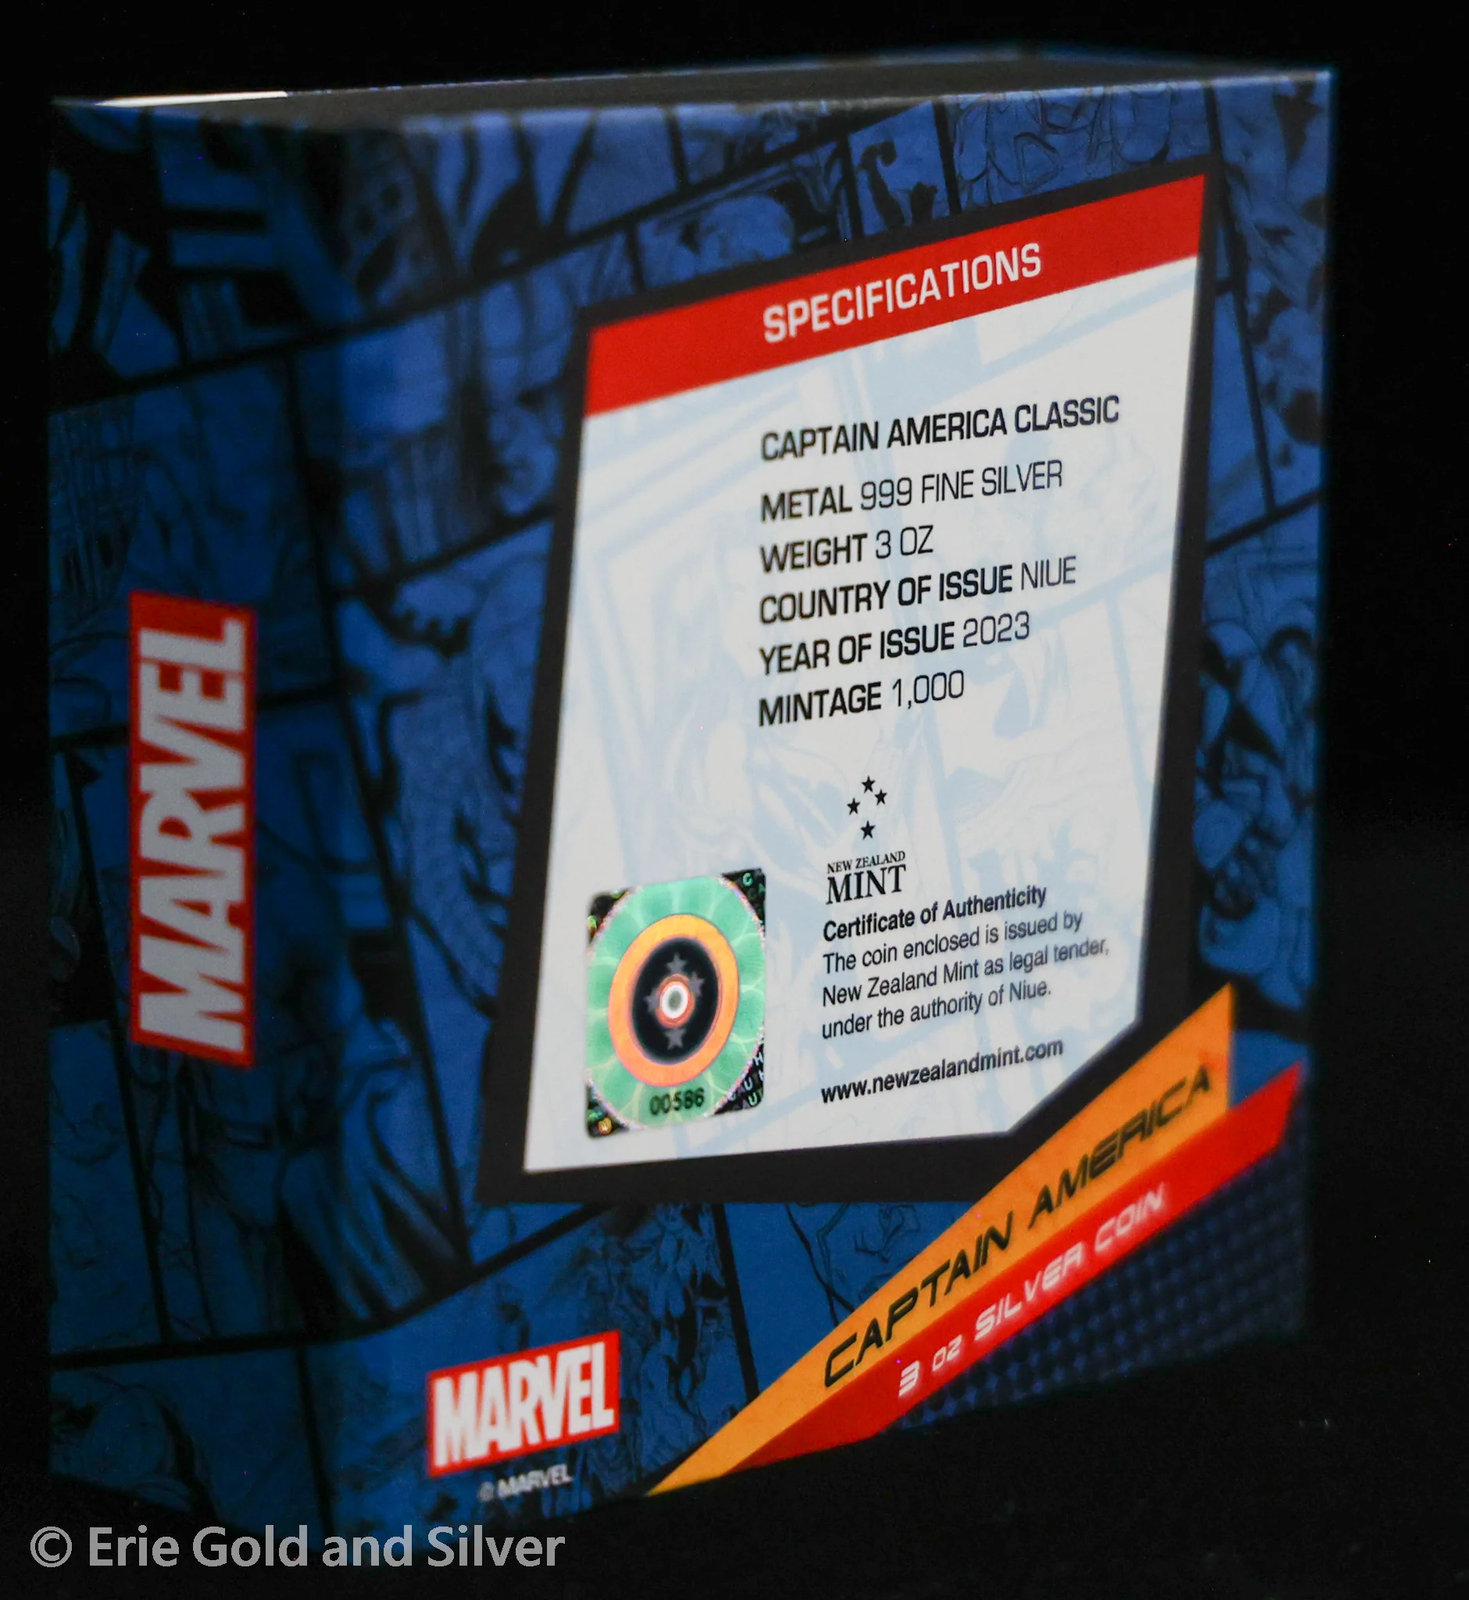 SPECIFICATIONS
CAPTAIN AMERICA CLASSIC
METAL 999 FINE SILVER
WEIGHT 3 OZ
COUNTRY OF ISSUE NIUE
YEAR OF ISSUE 2023
MINTAGE 1,000
NEW ZEALAND
MINT
Certificate of Authenticity
The coin enclosed is issued by
New Zealand Mint as legal tender,
under the authority of Niue.
www.newzealandmint.com
00586
MARVEL
CAPTAIN AMERICA
3 OZ SILVER COIN
MARVEL
© MARVEL
© Erie Gold and Silver